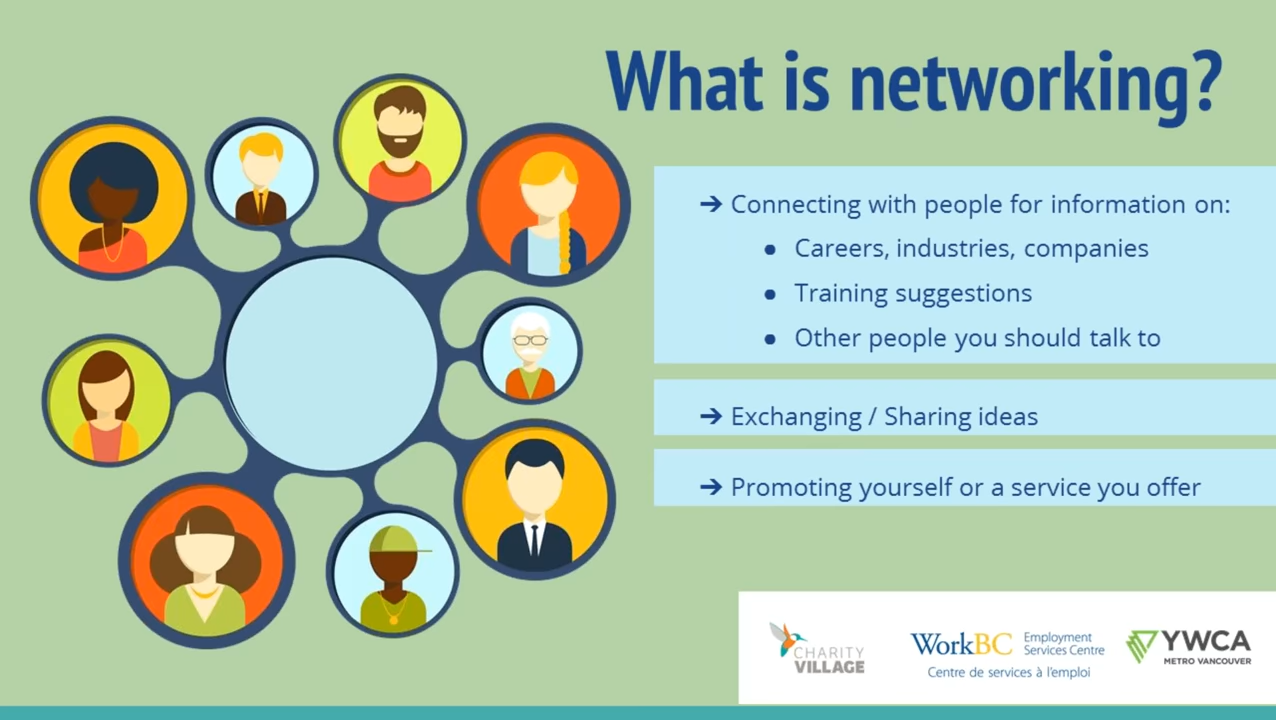 What is networking?
➔ Connecting with people for information on:
● Careers, industries, companies
● Training suggestions
● Other people you should talk to
➔ Exchanging / Sharing ideas
➔ Promoting yourself or a service you offer
CHARITY
VILLAGE
WorkBC Employment
Services Centre
Centre de services à l'emploi
YWCA
METRO VANCOUVER